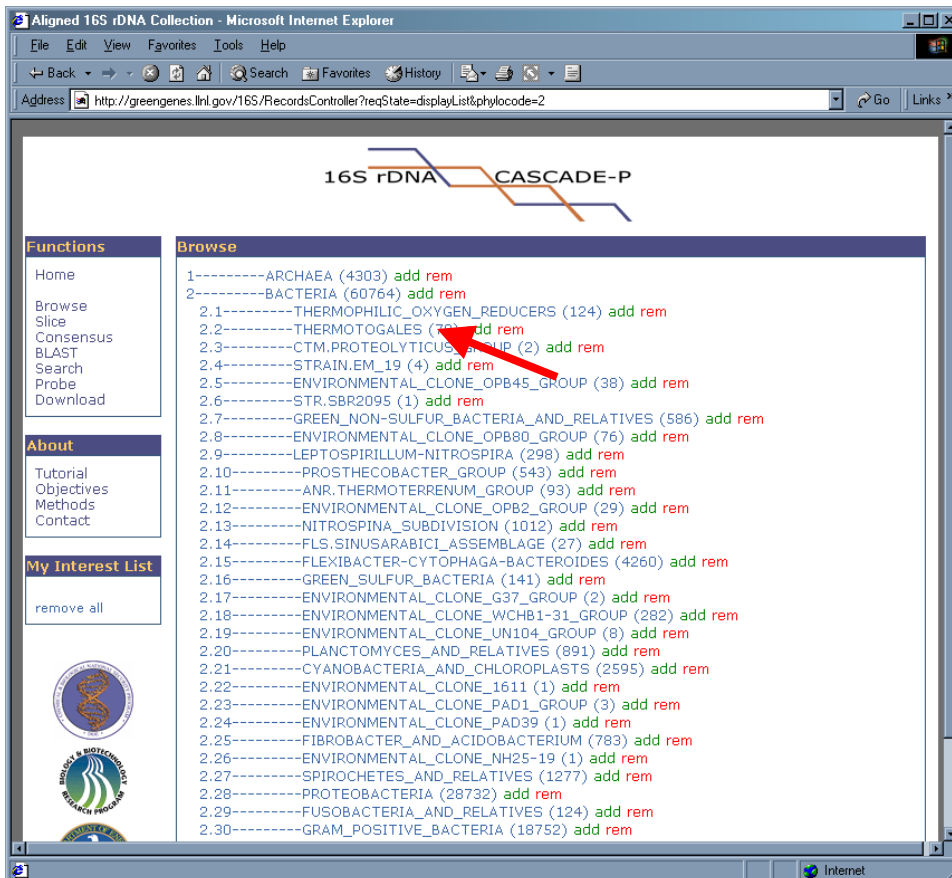 Aligned 16S rDNA Collection - Microsoft Internet Explorer
File Edit View Favorites Tools Help
Back Search Favorites History
Address http://greengenes.llnl.gov/16S/RecordsController?reqState=displayList&phylocode=2 Go Links »
16S rDNA CASCADE-P
Functions
Home
Browse
Slice
Consensus
BLAST
Search
Probe
Download
About
Tutorial
Objectives
Methods
Contact
My Interest List
remove all
Browse
1---------ARCHAEA (4303) add rem
2---------BACTERIA (60764) add rem
2.1---------THERMOPHILIC_OXYGEN_REDUCERS (124) add rem
2.2---------THERMOTOGALES add rem
2.3---------CTM.PROTEOLYTICUS_GROUP (2) add rem
2.4---------STRAIN.EM_19 (4) add rem
2.5---------ENVIRONMENTAL_CLONE_OPB45_GROUP (38) add rem
2.6---------STR.SBR2095 (1) add rem
2.7---------GREEN_NON-SULFUR_BACTERIA_AND_RELATIVES (586) add rem
2.8---------ENVIRONMENTAL_CLONE_OPB80_GROUP (76) add rem
2.9---------LEPTOSPIRILLUM-NITROSPIRA (298) add rem
2.10---------PROSTHECOBACTER_GROUP (543) add rem
2.11---------ANR.THERMOTERRENUM_GROUP (93) add rem
2.12---------ENVIRONMENTAL_CLONE_OPB2_GROUP (29) add rem
2.13---------NITROSPINA_SUBDIVISION (1012) add rem
2.14---------FLS.SINUSARABICI_ASSEMBLAGE (27) add rem
2.15---------FLEXIBACTER-CYTOPHAGA-BACTEROIDES (4260) add rem
2.16---------GREEN_SULFUR_BACTERIA (141) add rem
2.17---------ENVIRONMENTAL_CLONE_G37_GROUP (2) add rem
2.18---------ENVIRONMENTAL_CLONE_WCHB1-31_GROUP (282) add rem
2.19---------ENVIRONMENTAL_CLONE_UN104_GROUP (8) add rem
2.20---------PLANCTOMYCES_AND_RELATIVES (891) add rem
2.21---------CYANOBACTERIA_AND_CHLOROPLASTS (2595) add rem
2.22---------ENVIRONMENTAL_CLONE_1611 (1) add rem
2.23---------ENVIRONMENTAL_CLONE_PAD1_GROUP (3) add rem
2.24---------ENVIRONMENTAL_CLONE_PAD39 (1) add rem
2.25---------FIBROBACTER_AND_ACIDOBACTERIUM (783) add rem
2.26---------ENVIRONMENTAL_CLONE_NH25-19 (1) add rem
2.27---------SPIROCHETES_AND_RELATIVES (1277) add rem
2.28---------PROTEOBACTERIA (28732) add rem
2.29---------FUSOBACTERIA_AND_RELATIVES (124) add rem
2.30---------GRAM_POSITIVE_BACTERIA (18752) add rem
BIOLOGY & BIOTECHNOLOGY
RESEARCH PROGRAM
Internet